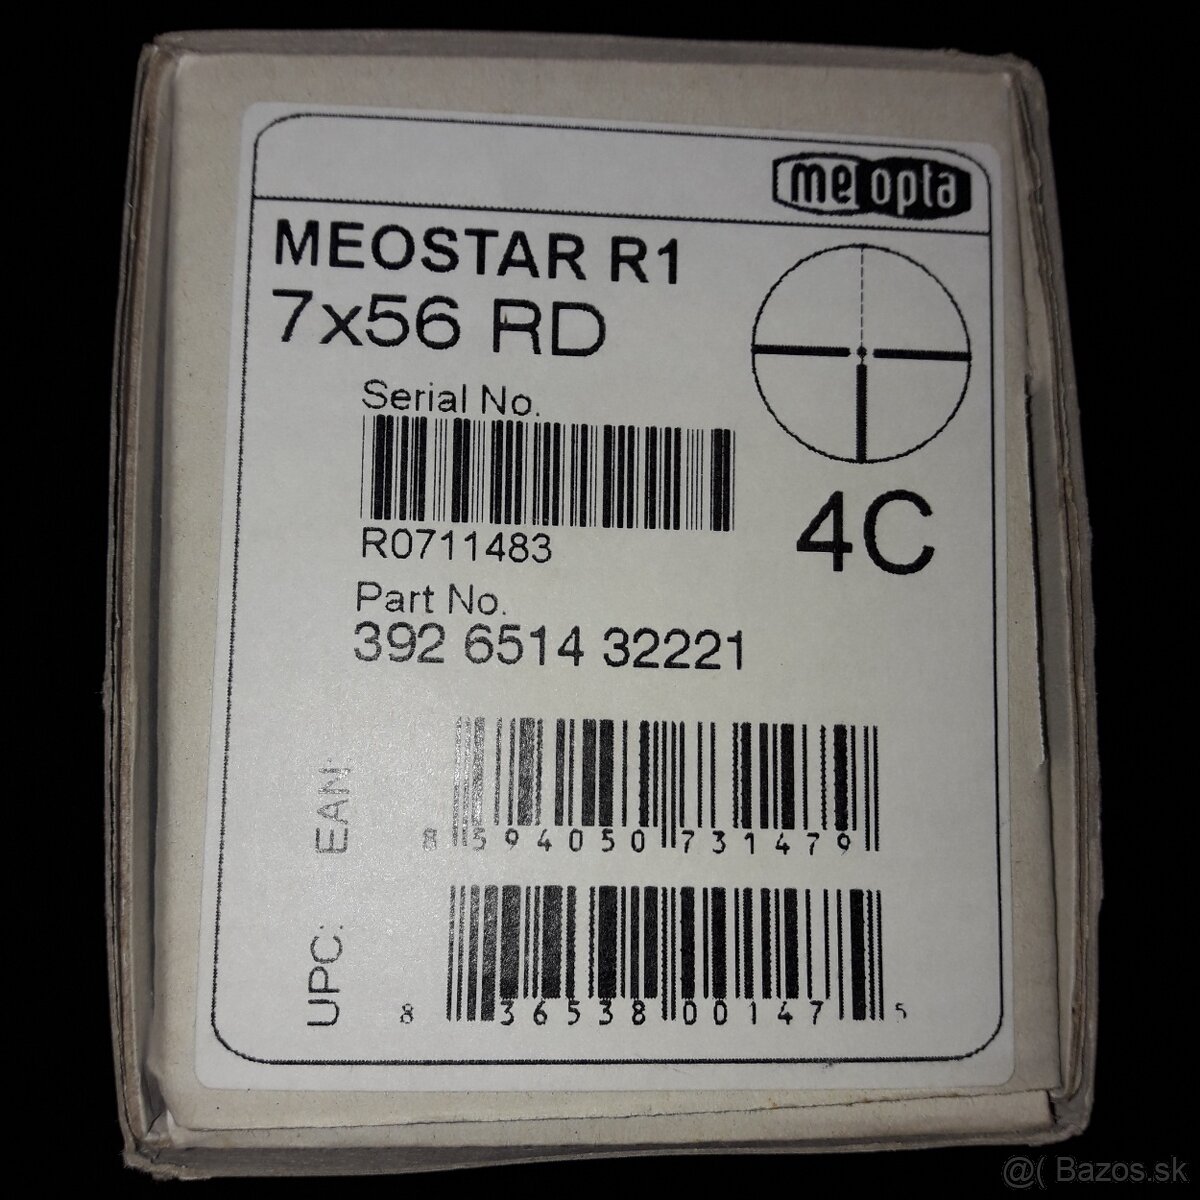 meopta
MEOSTAR R1
7x56 RD
Serial No.
R0711483
4C
Part No.
392 6514 32221
EAN:
8 594050 731479
UPC:
8 36538 00147 5
@( Bazos.sk